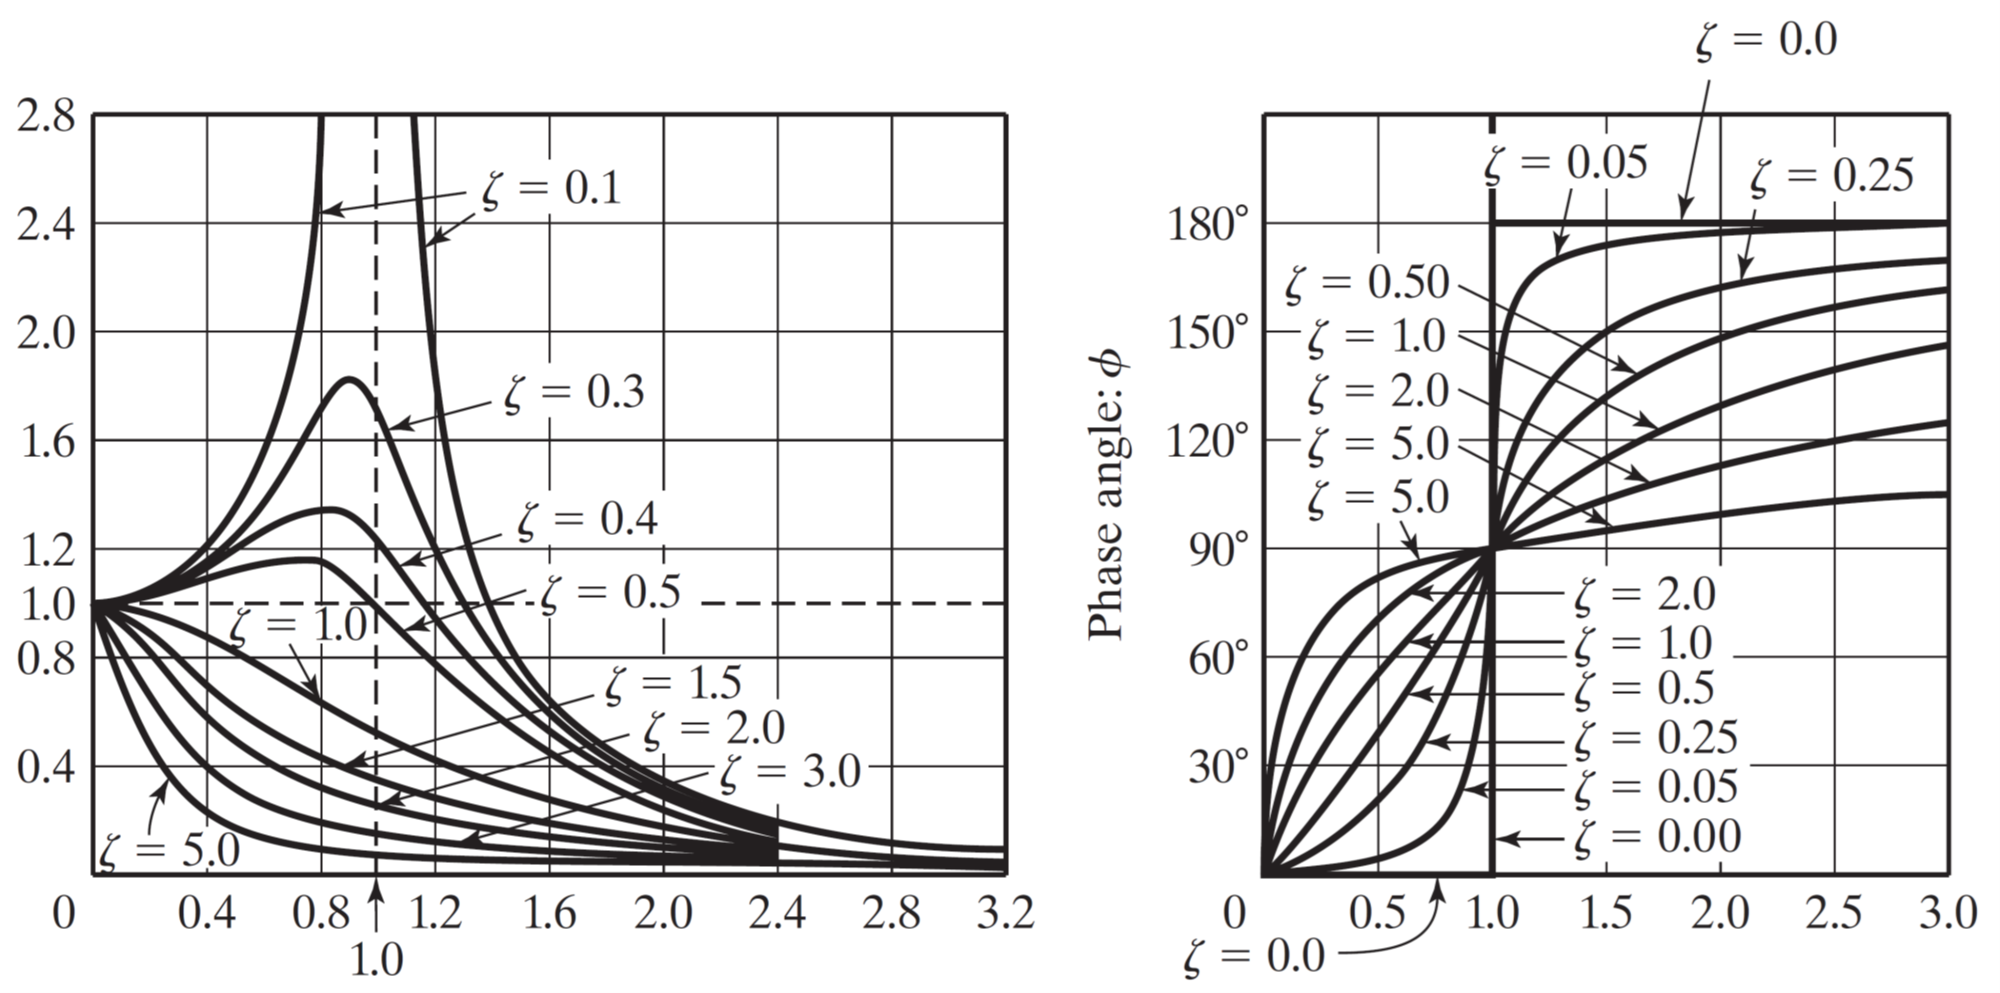 2.8
2.4
2.0
1.6
1.2
1.0
0.8
0.4
0
0.4
0.8
1.2
1.6
2.0
2.4
2.8
3.2
1.0
ζ = 0.1
ζ = 0.3
ζ = 0.4
ζ = 0.5
ζ = 1.0
ζ = 1.5
ζ = 2.0
ζ = 3.0
ζ = 5.0
Phase angle: ϕ
180°
150°
120°
90°
60°
30°
0
0.5
1.0
1.5
2.0
2.5
3.0
ζ = 0.0
ζ = 0.05
ζ = 0.25
ζ = 0.50
ζ = 1.0
ζ = 2.0
ζ = 5.0
ζ = 5.0
ζ = 2.0
ζ = 1.0
ζ = 0.5
ζ = 0.25
ζ = 0.05
ζ = 0.00
ζ = 0.0